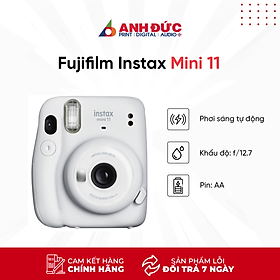 ANH ĐỨC
PRINT | DIGITAL | AUDIO
Fujifilm Instax Mini 11
instax
mini 11
Phơi sáng tự động
Khẩu độ: f/12.7
Pin: AA
CAM KẾT HÀNG
CHÍNH HÃNG
SẢN PHẨM LỖI
ĐỔI TRẢ 7 NGÀY